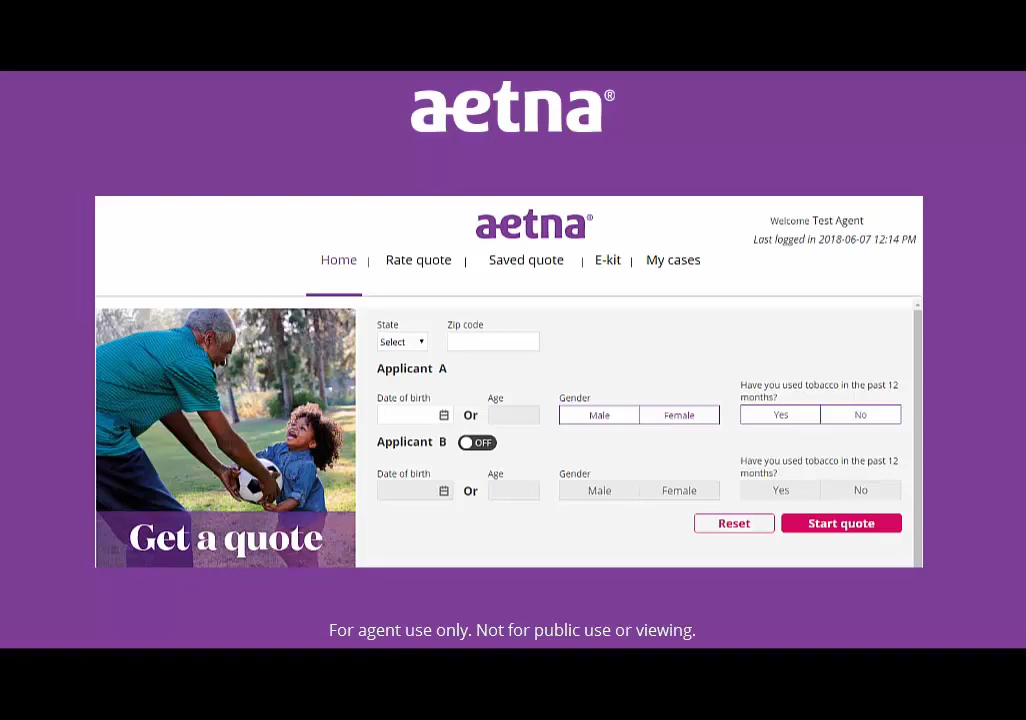 aetna®
aetna®
Welcome Test Agent
Last logged in 2018-06-07 12:14 PM
Home | Rate quote | Saved quote | E-kit | My cases
State
Zip code
Select
Applicant A
Date of birth
Age
Gender
Have you used tobacco in the past 12
months?
Or
Male
Female
Yes
No
Applicant B
OFF
Date of birth
Age
Gender
Have you used tobacco in the past 12
months?
Or
Male
Female
Yes
No
Get a quote
Reset
Start quote
For agent use only. Not for public use or viewing.